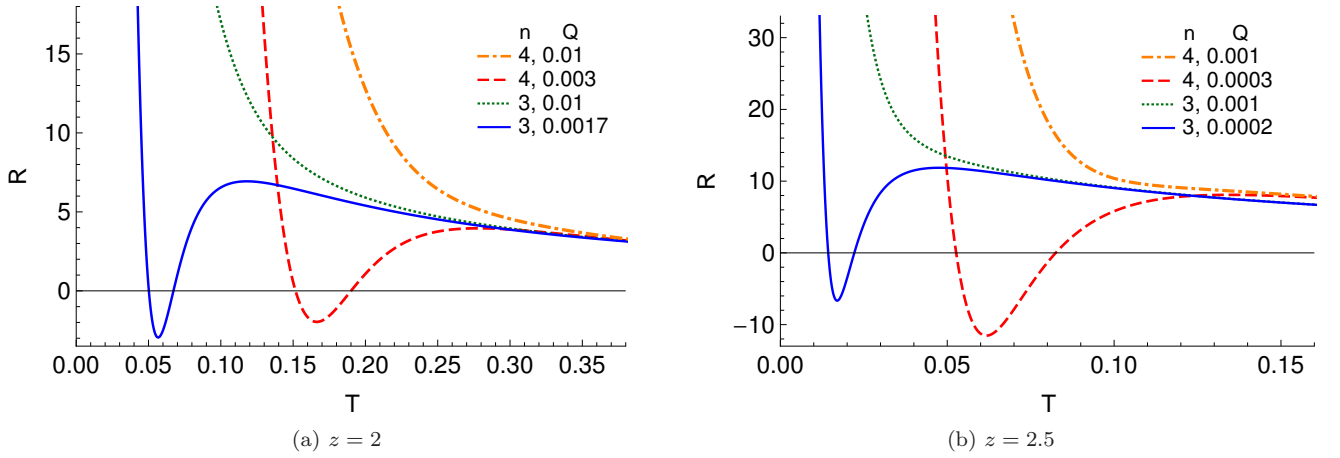 n Q
4, 0.01
4, 0.003
3, 0.01
3, 0.0017
15
10
5
0
R
0.00 0.05 0.10 0.15 0.20 0.25 0.30 0.35
T
(a) z = 2
n Q
4, 0.001
4, 0.0003
3, 0.001
3, 0.0002
30
20
10
0
−10
R
0.00 0.05 0.10 0.15
T
(b) z = 2.5